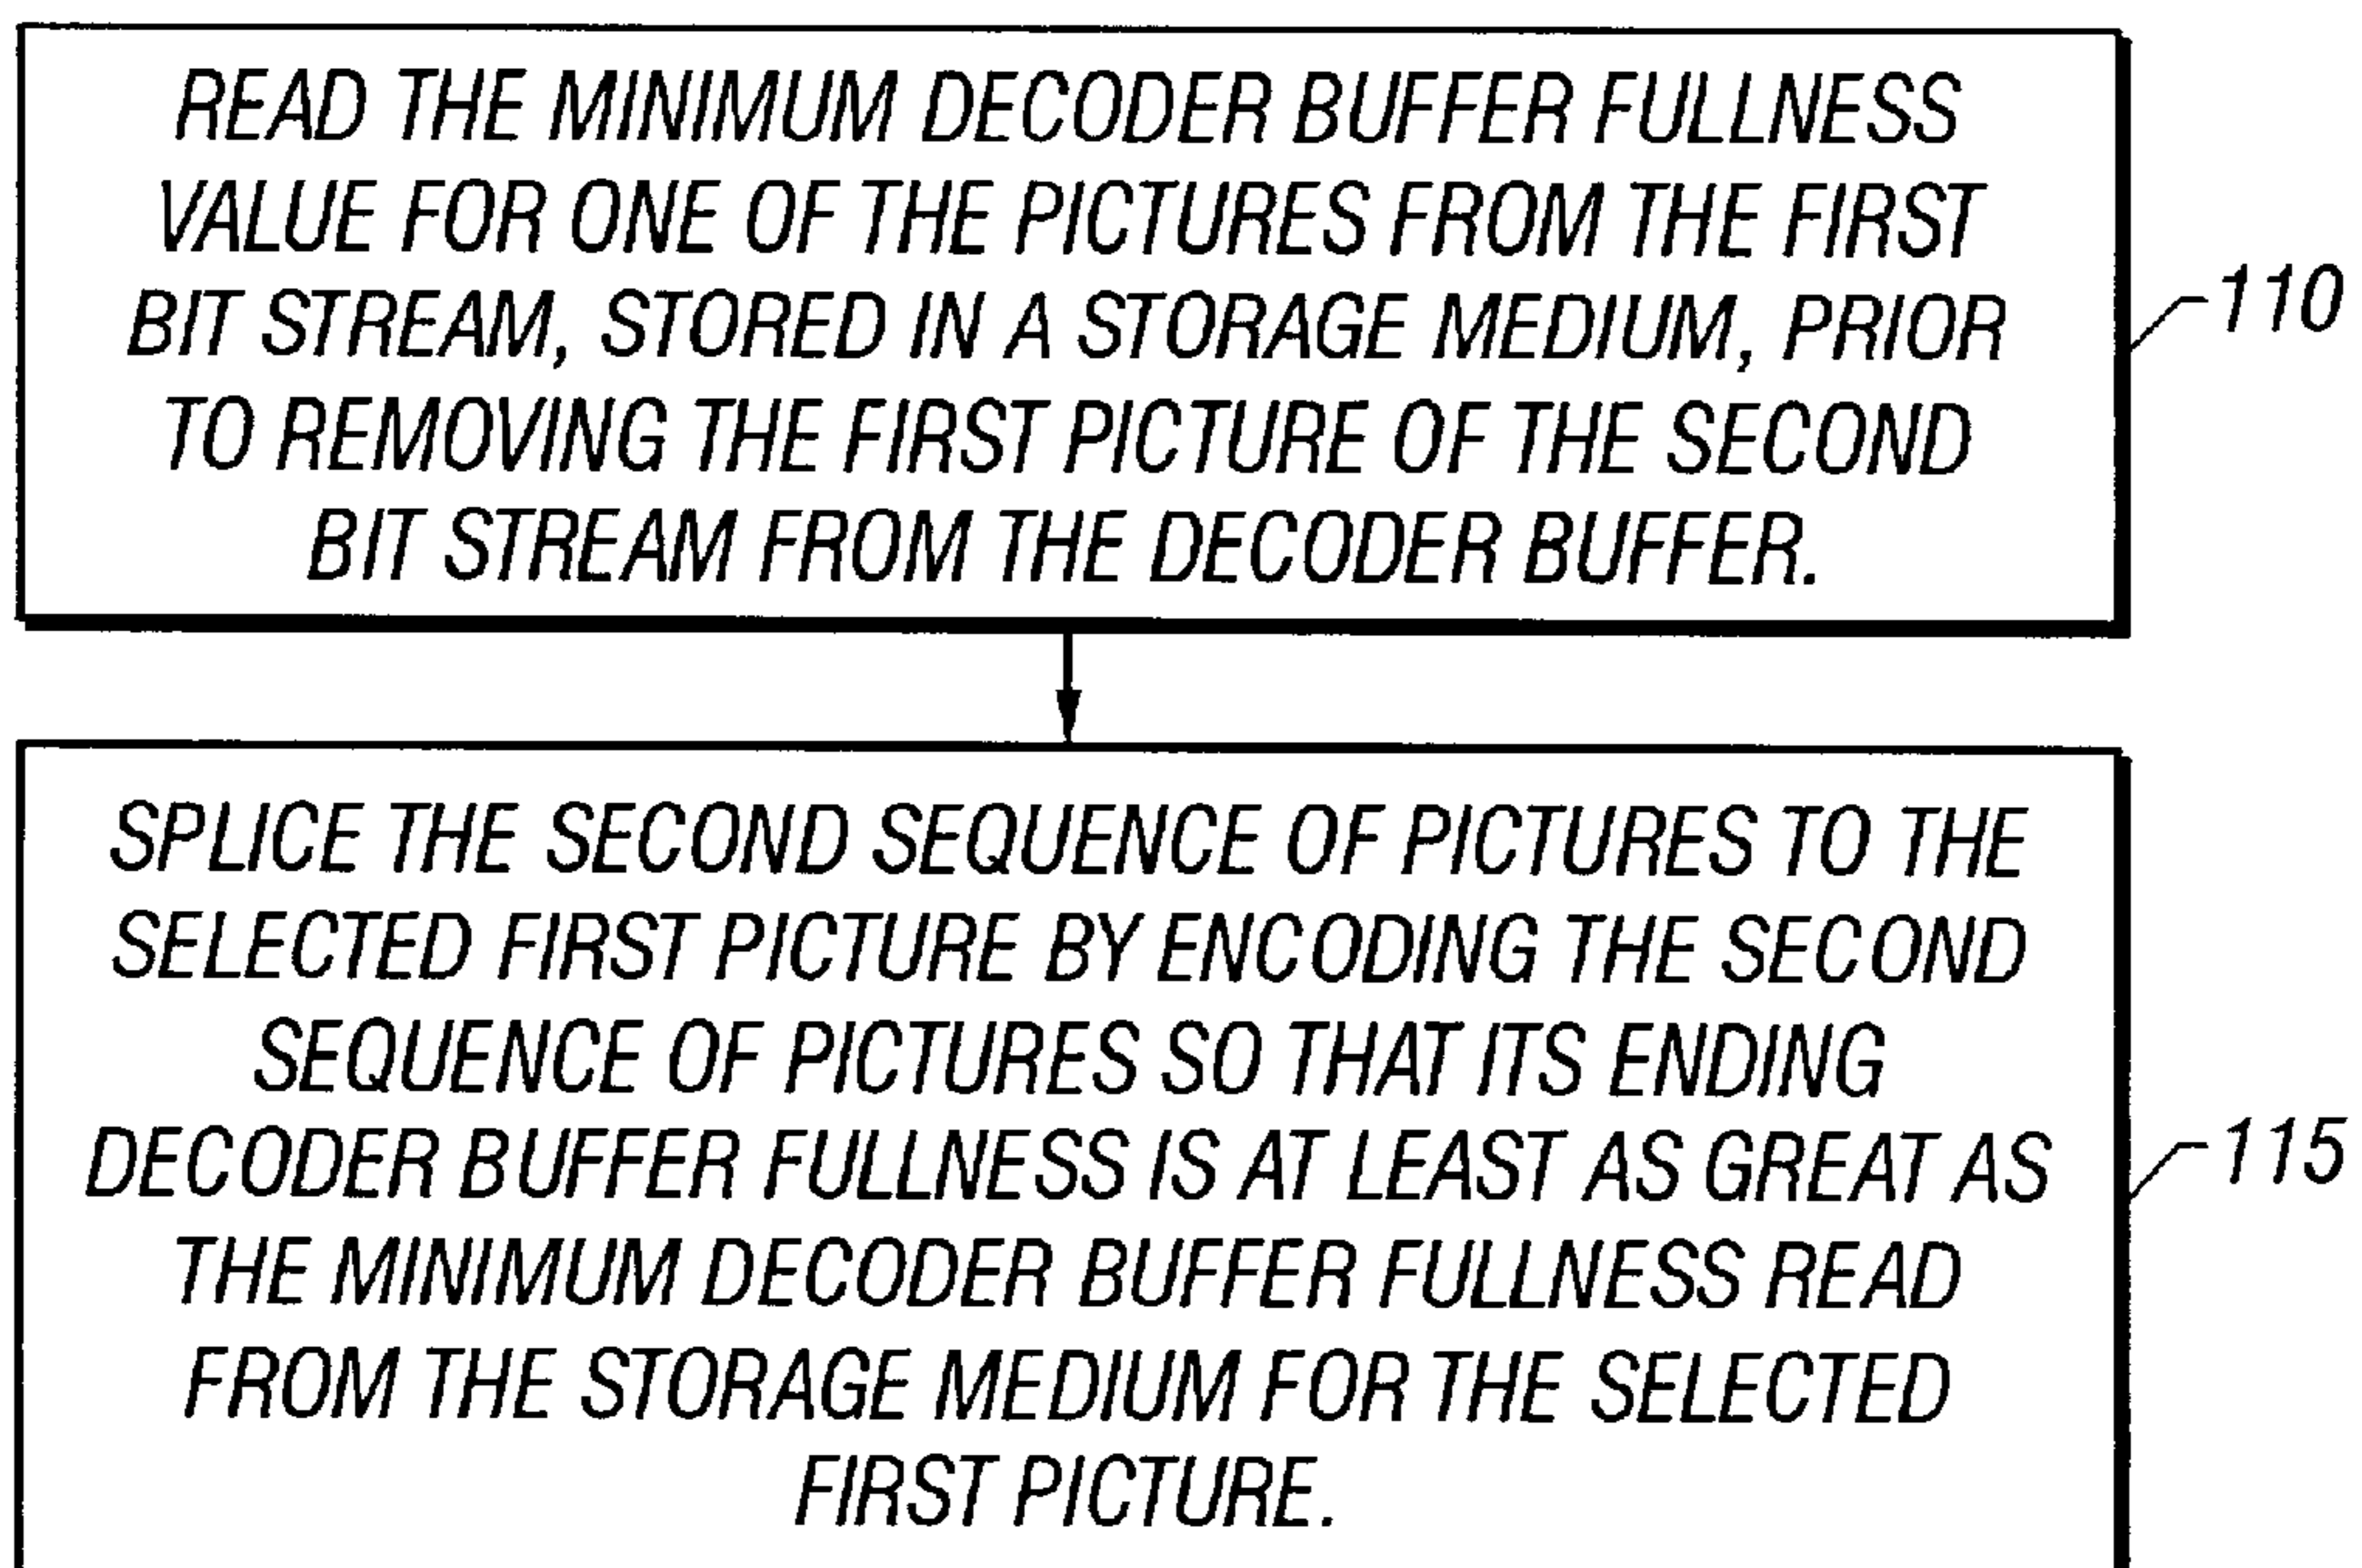 READ THE MINIMUM DECODER BUFFER FULLNESS
VALUE FOR ONE OF THE PICTURES FROM THE FIRST
BIT STREAM, STORED IN A STORAGE MEDIUM, PRIOR
TO REMOVING THE FIRST PICTURE OF THE SECOND
BIT STREAM FROM THE DECODER BUFFER.
110
SPLICE THE SECOND SEQUENCE OF PICTURES TO THE
SELECTED FIRST PICTURE BY ENCODING THE SECOND
SEQUENCE OF PICTURES SO THAT ITS ENDING
DECODER BUFFER FULLNESS IS AT LEAST AS GREAT AS
THE MINIMUM DECODER BUFFER FULLNESS READ
FROM THE STORAGE MEDIUM FOR THE SELECTED
FIRST PICTURE.
115